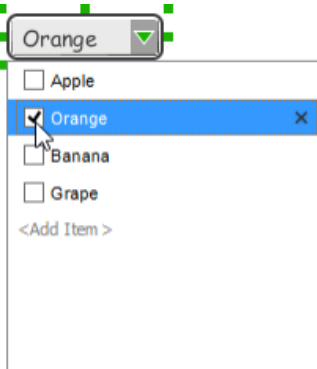 Orange
Apple
Orange
Banana
Grape
<Add Item >